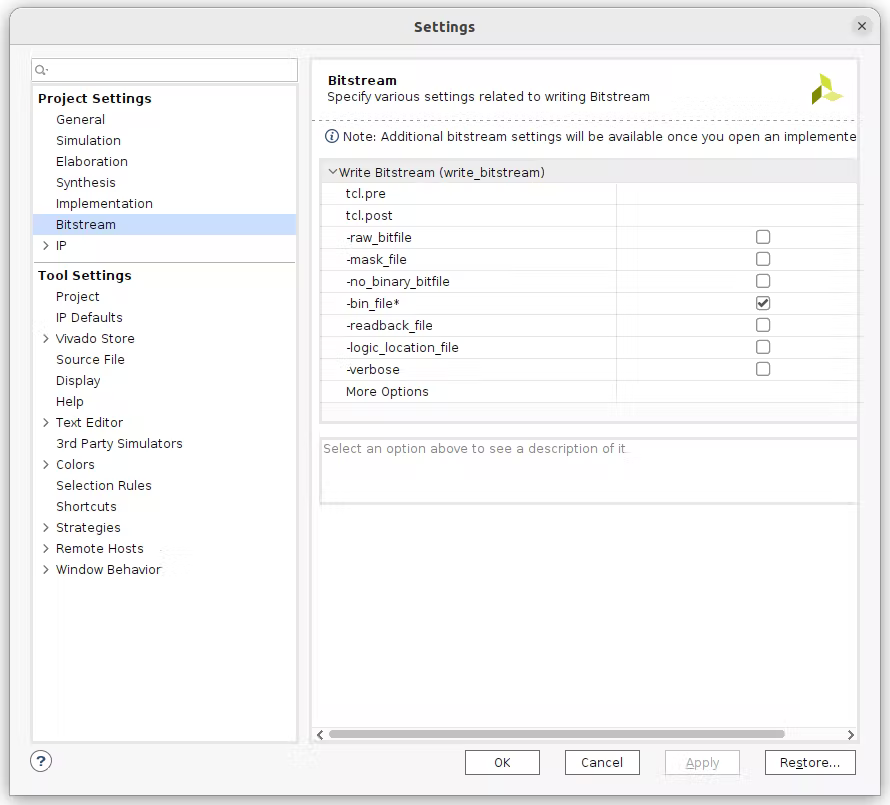 Settings
Project Settings
General
Simulation
Elaboration
Synthesis
Implementation
Bitstream
IP
Tool Settings
Project
IP Defaults
Vivado Store
Source File
Display
Help
Text Editor
3rd Party Simulators
Colors
Selection Rules
Shortcuts
Strategies
Remote Hosts
Window Behavior
Bitstream
Specify various settings related to writing Bitstream
Note: Additional bitstream settings will be available once you open an implemente
Write Bitstream (write_bitstream)
tcl.pre
tcl.post
-raw_bitfile
-mask_file
-no_binary_bitfile
-bin_file*
-readback_file
-logic_location_file
-verbose
More Options
Select an option above to see a description of it
?
OK
Cancel
Apply
Restore...